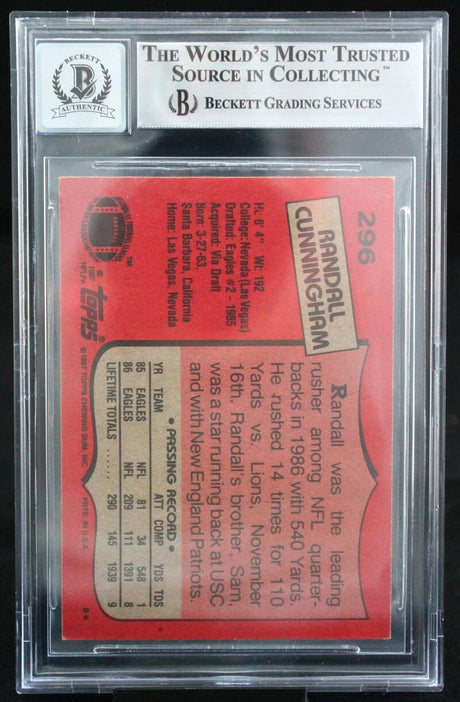 BECKETT
B
AUTHENTIC
THE WORLD'S MOST TRUSTED
SOURCE IN COLLECTING™
B BECKETT GRADING SERVICES
296
RANDALL
CUNNINGHAM
Ht: 6' 4" Wt: 192
College: Nevada (Las Vegas)
Drafted: Eagles #2 - 1985
Acquired: Via Draft
Born: 3-27-63,
Santa Barbara, California
Home: Las Vegas, Nevada
Randall was the leading
rusher among NFL quarter-
backs in 1986 with 540 Yards.
He rushed 14 times for 110
Yards vs. Lions, November
16th. Randall's brother, Sam,
was a star running back at USC
and with New England Patriots.
• PASSING RECORD •
YR TEAM ATT COMP YDS TDS
85 EAGLES NFL 81 34 548 1
86 EAGLES NFL 209 111 1391 8
LIFETIME TOTALS ...... 290 145 1939 9
TM
© 1987
NFLPA
topps
© 1987 TOPPS CHEWING GUM, INC. PRTD. IN U.S.A.